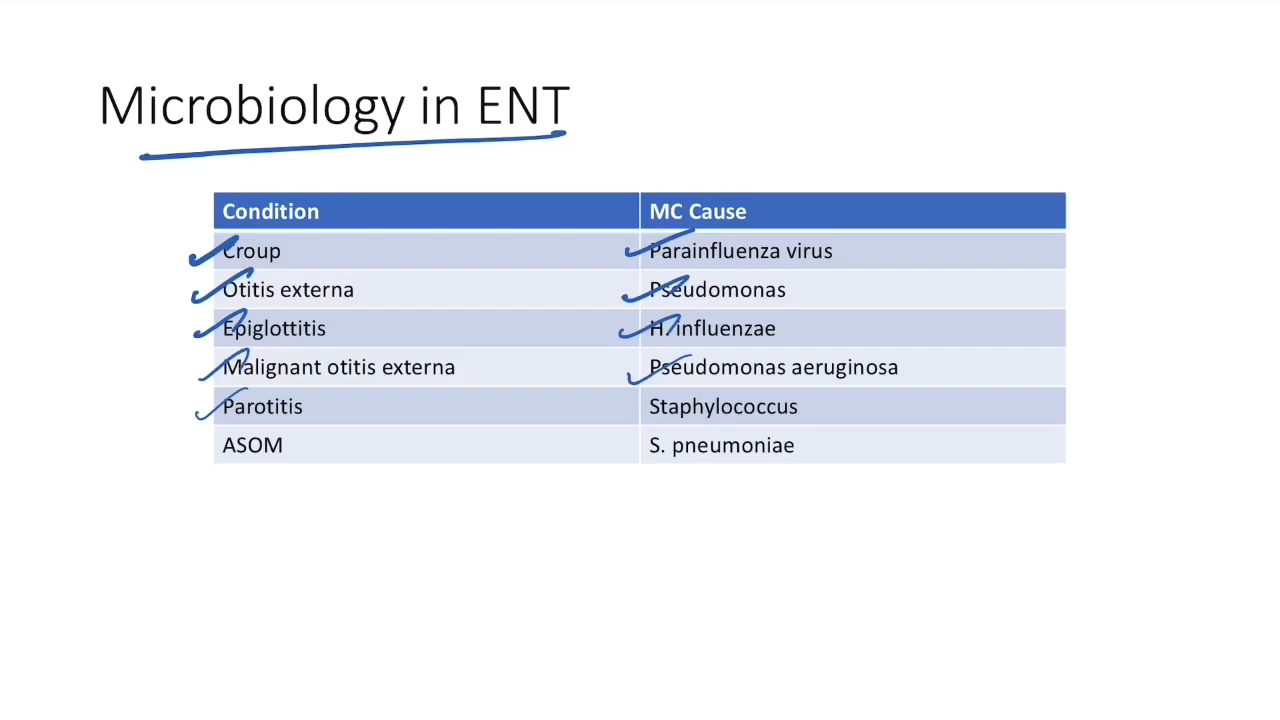 Microbiology in ENT
Condition MC Cause
Croup Parainfluenza virus
Otitis externa Pseudomonas
Epiglottitis H. influenzae
Malignant otitis externa Pseudomonas aeruginosa
Parotitis Staphylococcus
ASOM S. pneumoniae